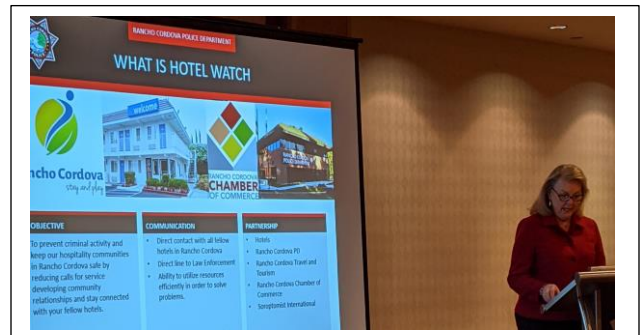 RANCHO CORDOVA POLICE DEPARTMENT
WHAT IS HOTEL WATCH
welcome
ncho Cordova
stay and play
RANCHO CORDOVA
CHAMBER
OF COMMERCE
OBJECTIVE
To prevent criminal activity and
keep our hospitality communities
in Rancho Cordova safe by
reducing calls for service
developing community
relationships and stay connected
with your fellow hotels.
COMMUNICATION
• Direct contact with all fellow
hotels in Rancho Cordova
• Direct line to Law Enforcement
• Ability to utilize resources
efficiently in order to solve
problems.
PARTNERSHIP
• Hotels
• Rancho Cordova PD
• Rancho Cordova Travel and
Tourism
• Rancho Cordova Chamber of
Commerce
• Soroptomist International